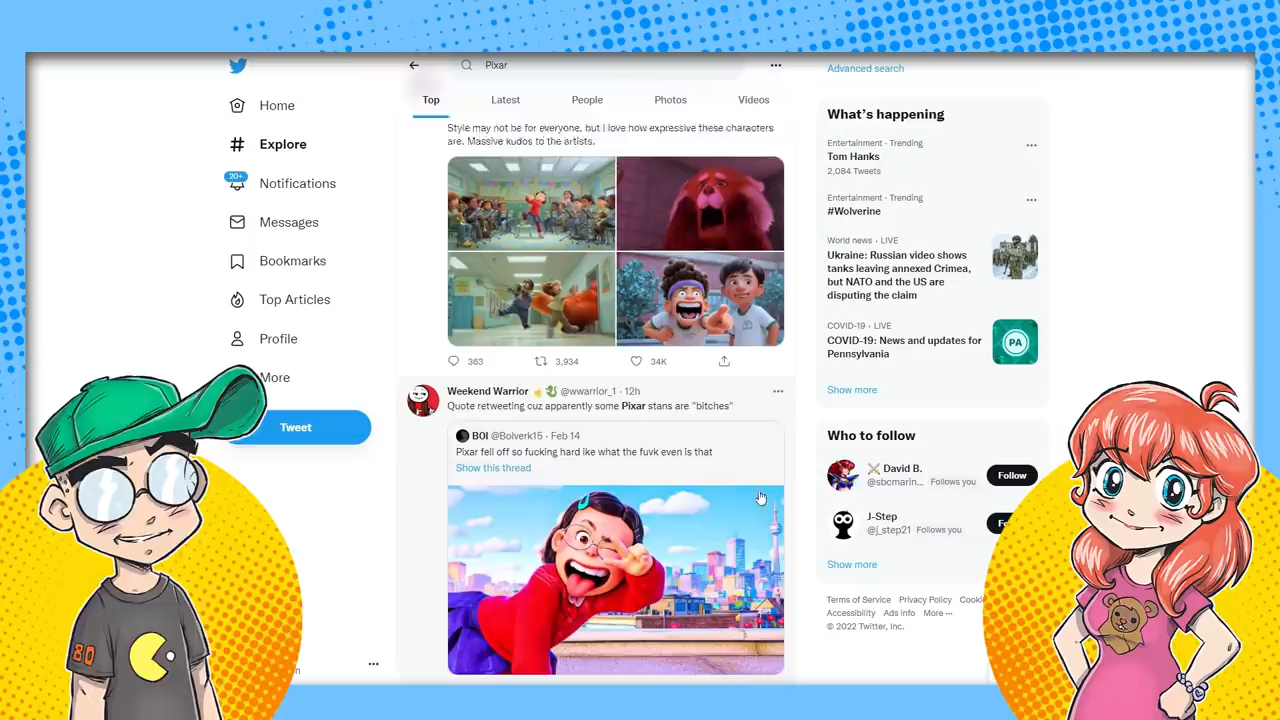 Pixar
Top
Latest
People
Photos
Videos
Home
Explore
20+
Notifications
Messages
Bookmarks
Top Articles
Profile
More
Tweet
Style may not be for everyone, but I love how expressive these characters
are. Massive kudos to the artists.
363
3,934
34K
Weekend Warrior @wwarrior_1 · 12h
Quote retweeting cuz apparently some Pixar stans are "bitches"
BOI @Bolverk15 · Feb 14
Pixar fell off so fucking hard ike what the fuvk even is that
Show this thread
Advanced search
What's happening
Entertainment · Trending
Tom Hanks
2,084 Tweets
Entertainment · Trending
#Wolverine
World news · LIVE
Ukraine: Russian video shows
tanks leaving annexed Crimea,
but NATO and the US are
disputing the claim
COVID-19 · LIVE
COVID-19: News and updates for
Pennsylvania
PA
Show more
Who to follow
David B.
@sbcmarin... Follows you
Follow
J-Step
@j_step21 Follows you
Show more
Terms of Service Privacy Policy
Accessibility Ads info More
© 2022 Twitter, Inc.
80